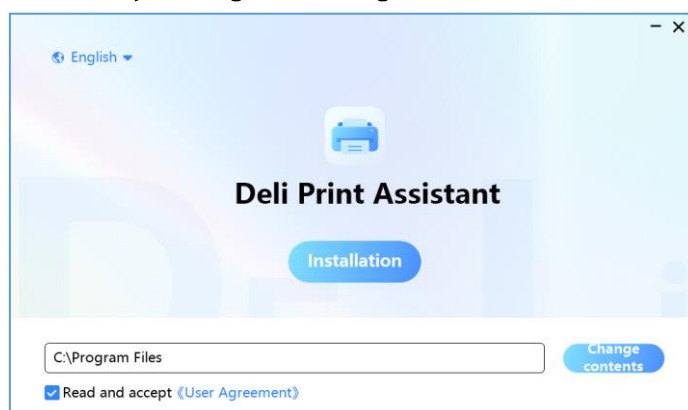 English
Deli Print Assistant
Installation
C:\Program Files
Change
contents
Read and accept 《User Agreement》